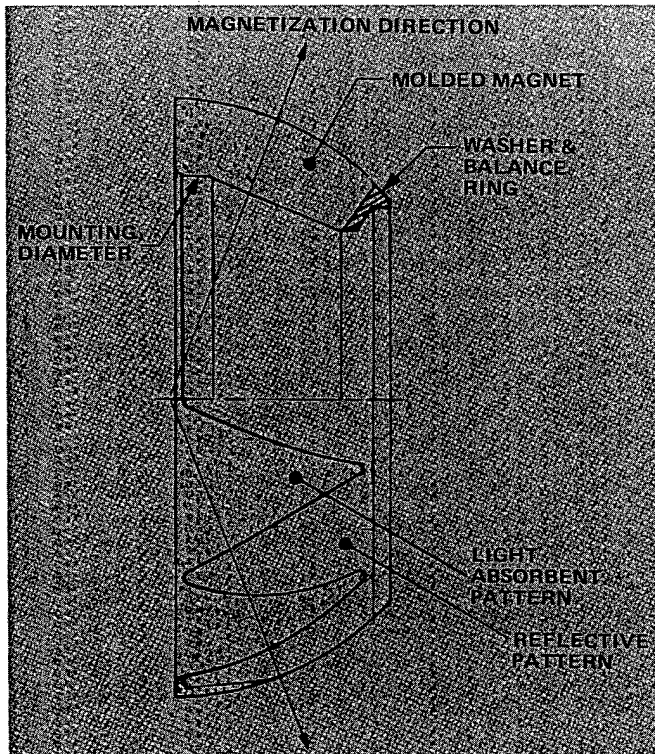 MAGNETIZATION DIRECTION
MOLDED MAGNET
WASHER &
BALANCE
RING
MOUNTING
DIAMETER
LIGHT
ABSORBENT
PATTERN
REFLECTIVE
PATTERN